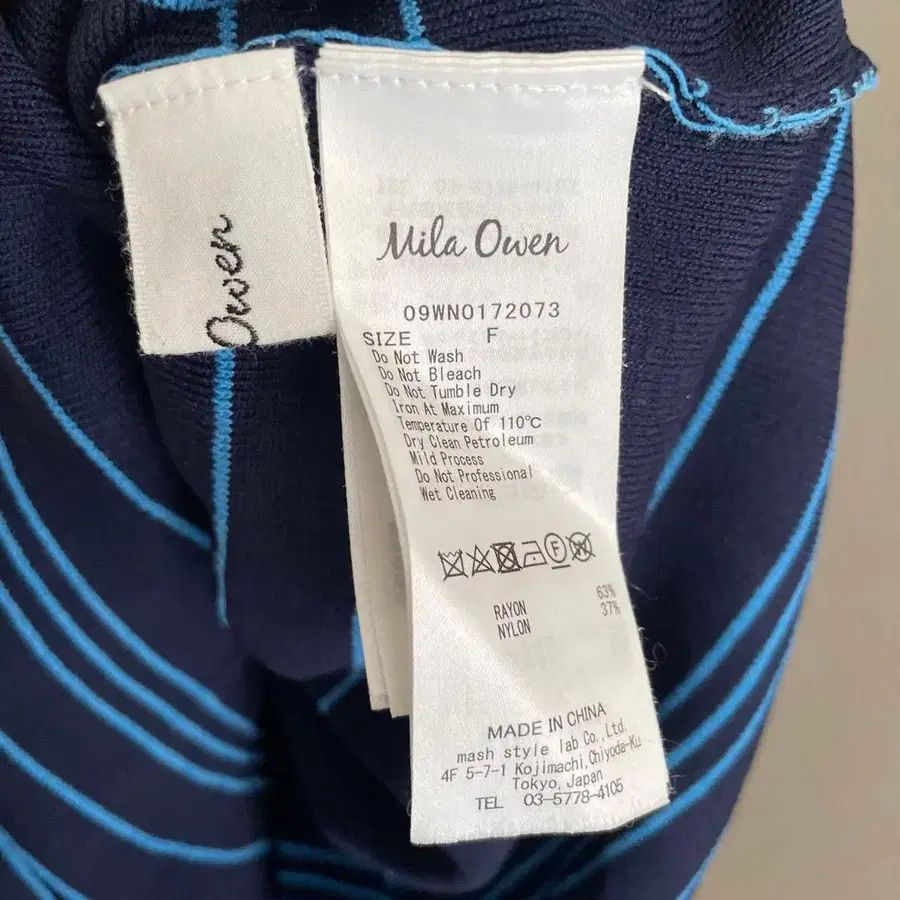 Owen
Mila Owen
09WNO172073
SIZE F
Do Not Wash
Do Not Bleach
Do Not Tumble Dry
Iron At Maximum
Temperature Of 110℃
Dry Clean Petroleum
Mild Process
Do Not Professional
Wet Cleaning
F
RAYON 63%
NYLON 37%
MADE IN CHINA
mash style lab Co.,Ltd.
4F 5-7-1 Kojimachi,Chiyoda-Ku
Tokyo,Japan
TEL 03-5778-4105